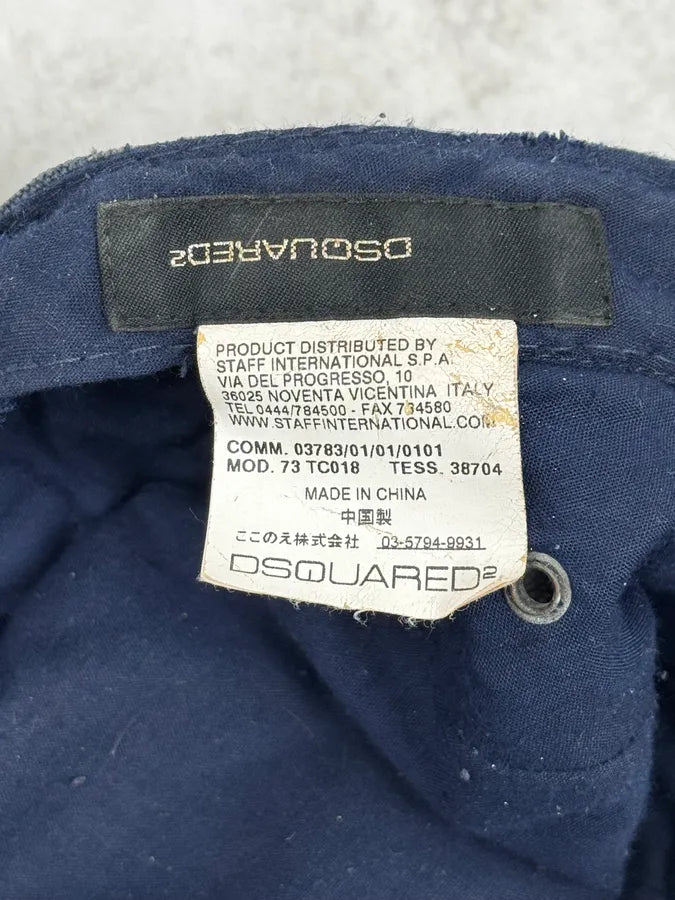 DSQUARED²
PRODUCT DISTRIBUTED BY
STAFF INTERNATIONAL S.P.A.
VIA DEL PROGRESSO, 10
36025 NOVENTA VICENTINA ITALY
TEL 0444/784500 - FAX 784580
WWW.STAFFINTERNATIONAL.COM
COMM. 03783/01/01/0101
MOD. 73 TC018 TESS. 38704
MADE IN CHINA
中国製
ここのえ株式会社 03-5794-9931
DSQUARED²